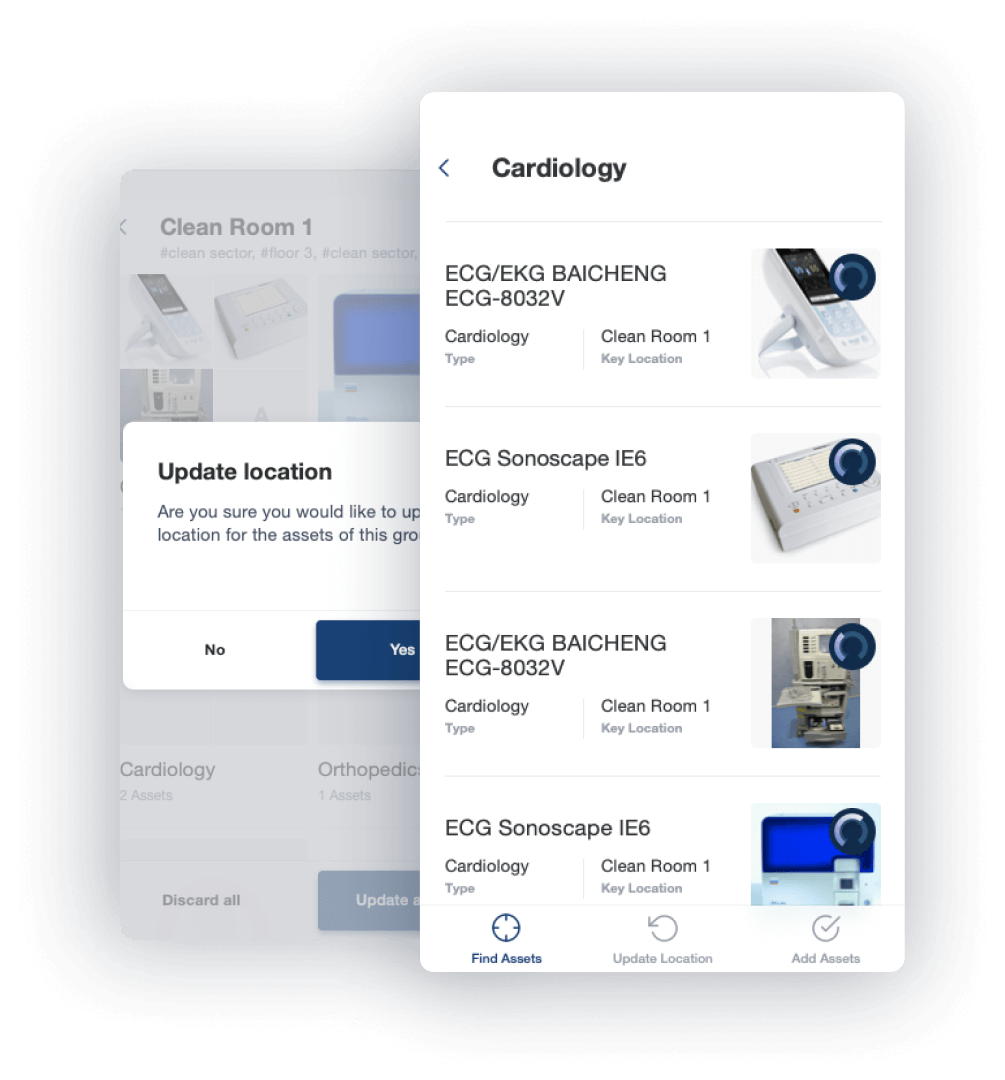 Clean Room 1
#clean sector, #floor 3, #clean sector,
A
Update location
Are you sure you would like to up
location for the assets of this gro
No
Yes
Cardiology
2 Assets
Orthopedics
1 Assets
Discard all
Update a
Cardiology
ECG/EKG BAICHENG
ECG-8032V
Cardiology
Clean Room 1
Type
Key Location
ECG Sonoscape IE6
Cardiology
Clean Room 1
Type
Key Location
ECG/EKG BAICHENG
ECG-8032V
Cardiology
Clean Room 1
Type
Key Location
ECG Sonoscape IE6
Cardiology
Clean Room 1
Type
Key Location
Find Assets
Update Location
Add Assets